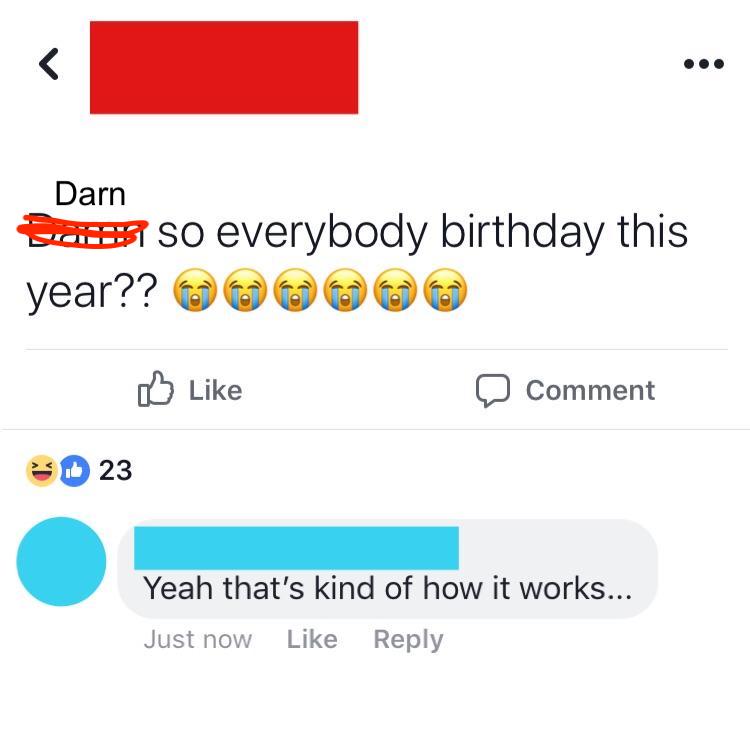 Darn
Damn so everybody birthday this
year?? 😭😭😭😭😭😭
Like Comment
23
Yeah that's kind of how it works...
Just now Like Reply